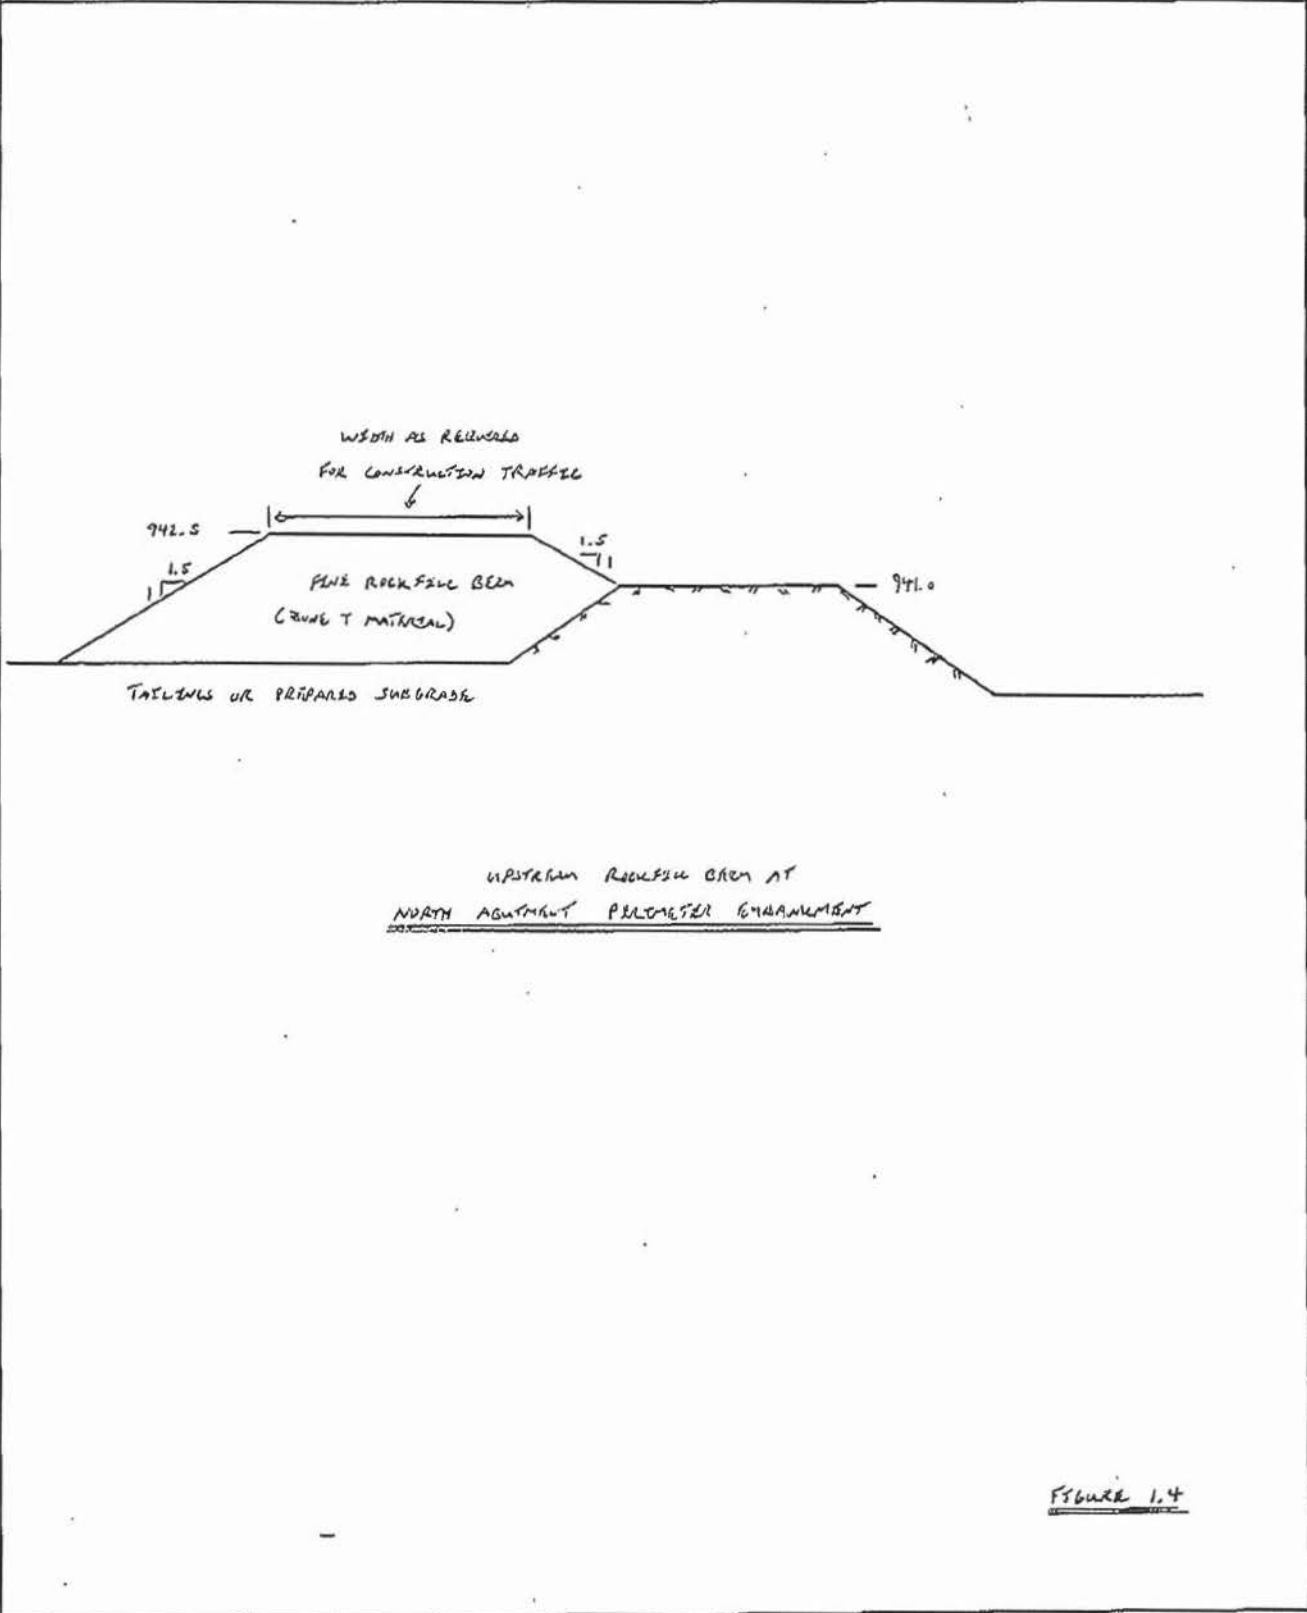 WIDTH AS REQUIRED
FOR CONSTRUCTION TRAFFIC
942.5
1.5
1
1.5
1
FINE ROCKFILL BERM
(ZONE T MATERIAL)
941.0
TAILINGS OR PREPARED SUBGRADE
UPSTREAM ROCKFILL BERM AT
NORTH ABUTMENT PERIMETER EMBANKMENT
FIGURE 1.4